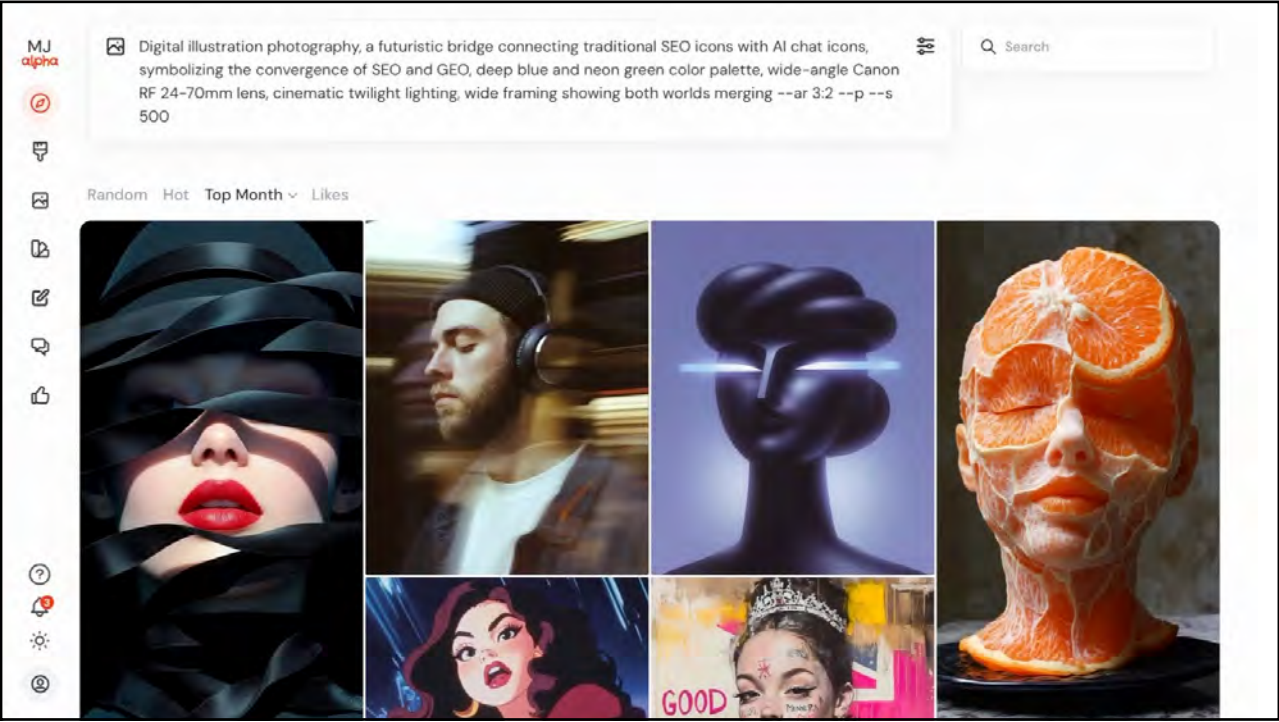 MJ
alpha
Digital illustration photography, a futuristic bridge connecting traditional SEO icons with AI chat icons,
symbolizing the convergence of SEO and GEO, deep blue and neon green color palette, wide-angle Canon
RF 24-70mm lens, cinematic twilight lighting, wide framing showing both worlds merging --ar 3:2 --p --s
500
Search
Random Hot Top Month Likes
3
GOOD